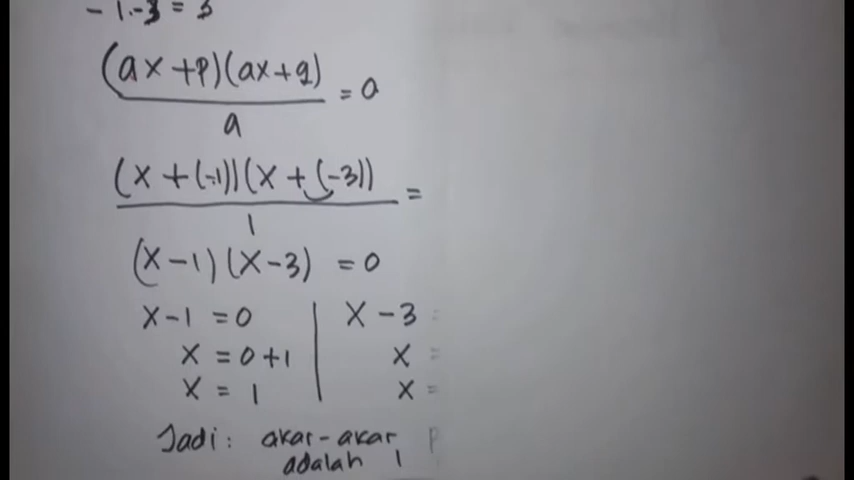 - 1.-3 = 3
(ax+p)(ax+q)
a
= 0
(x+(-1))(x+(-3))
1
=
(x-1)(x-3) = 0
x-1 = 0 | x-3 =
x = 0+1 | x =
x = 1 | x =
Jadi: akar-akar P
adalah 1